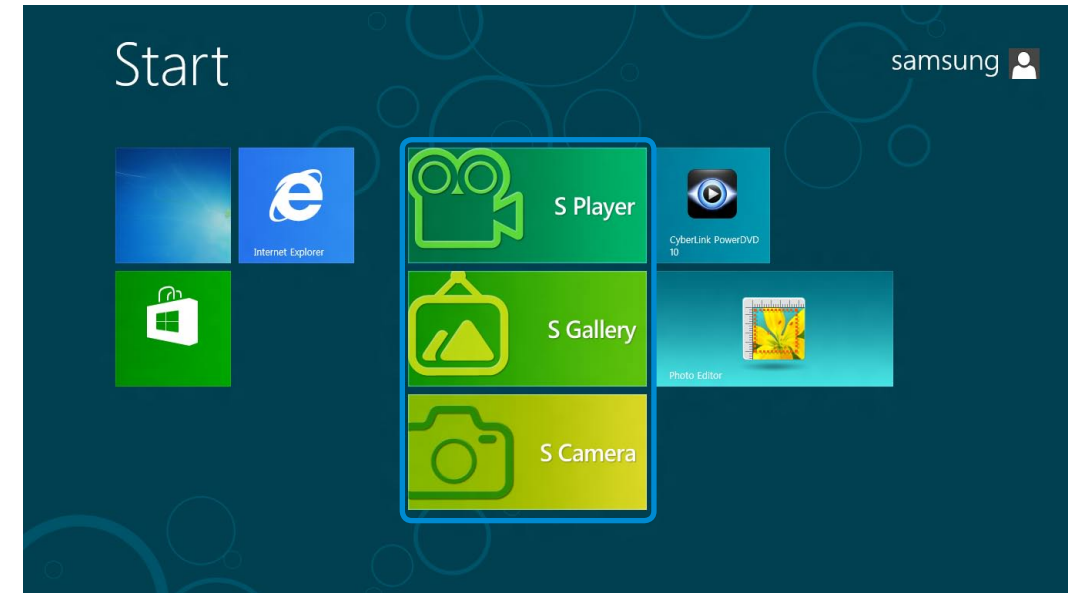 Start
samsung
Internet Explorer
S Player
CyberLink PowerDVD
10
S Gallery
Photo Editor
S Camera